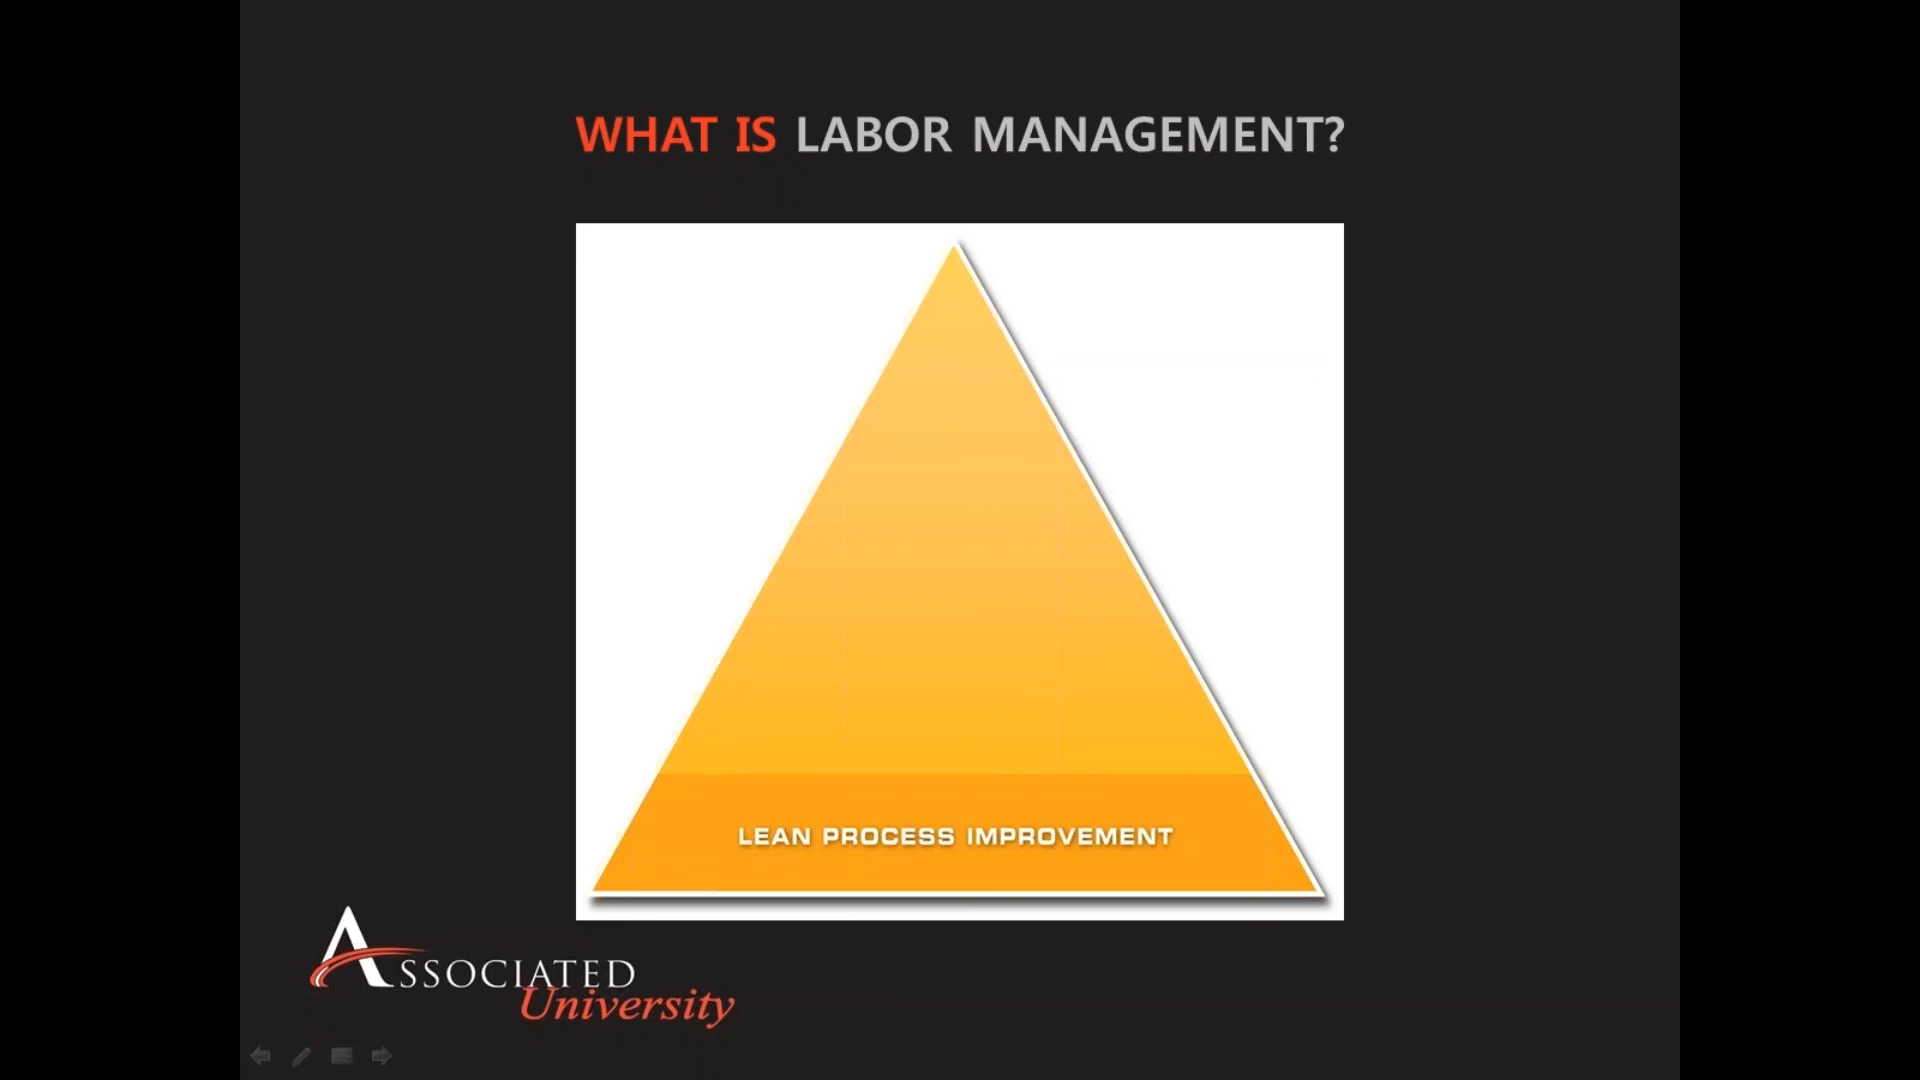 WHAT IS LABOR MANAGEMENT?
LEAN PROCESS IMPROVEMENT
ASSOCIATED
University